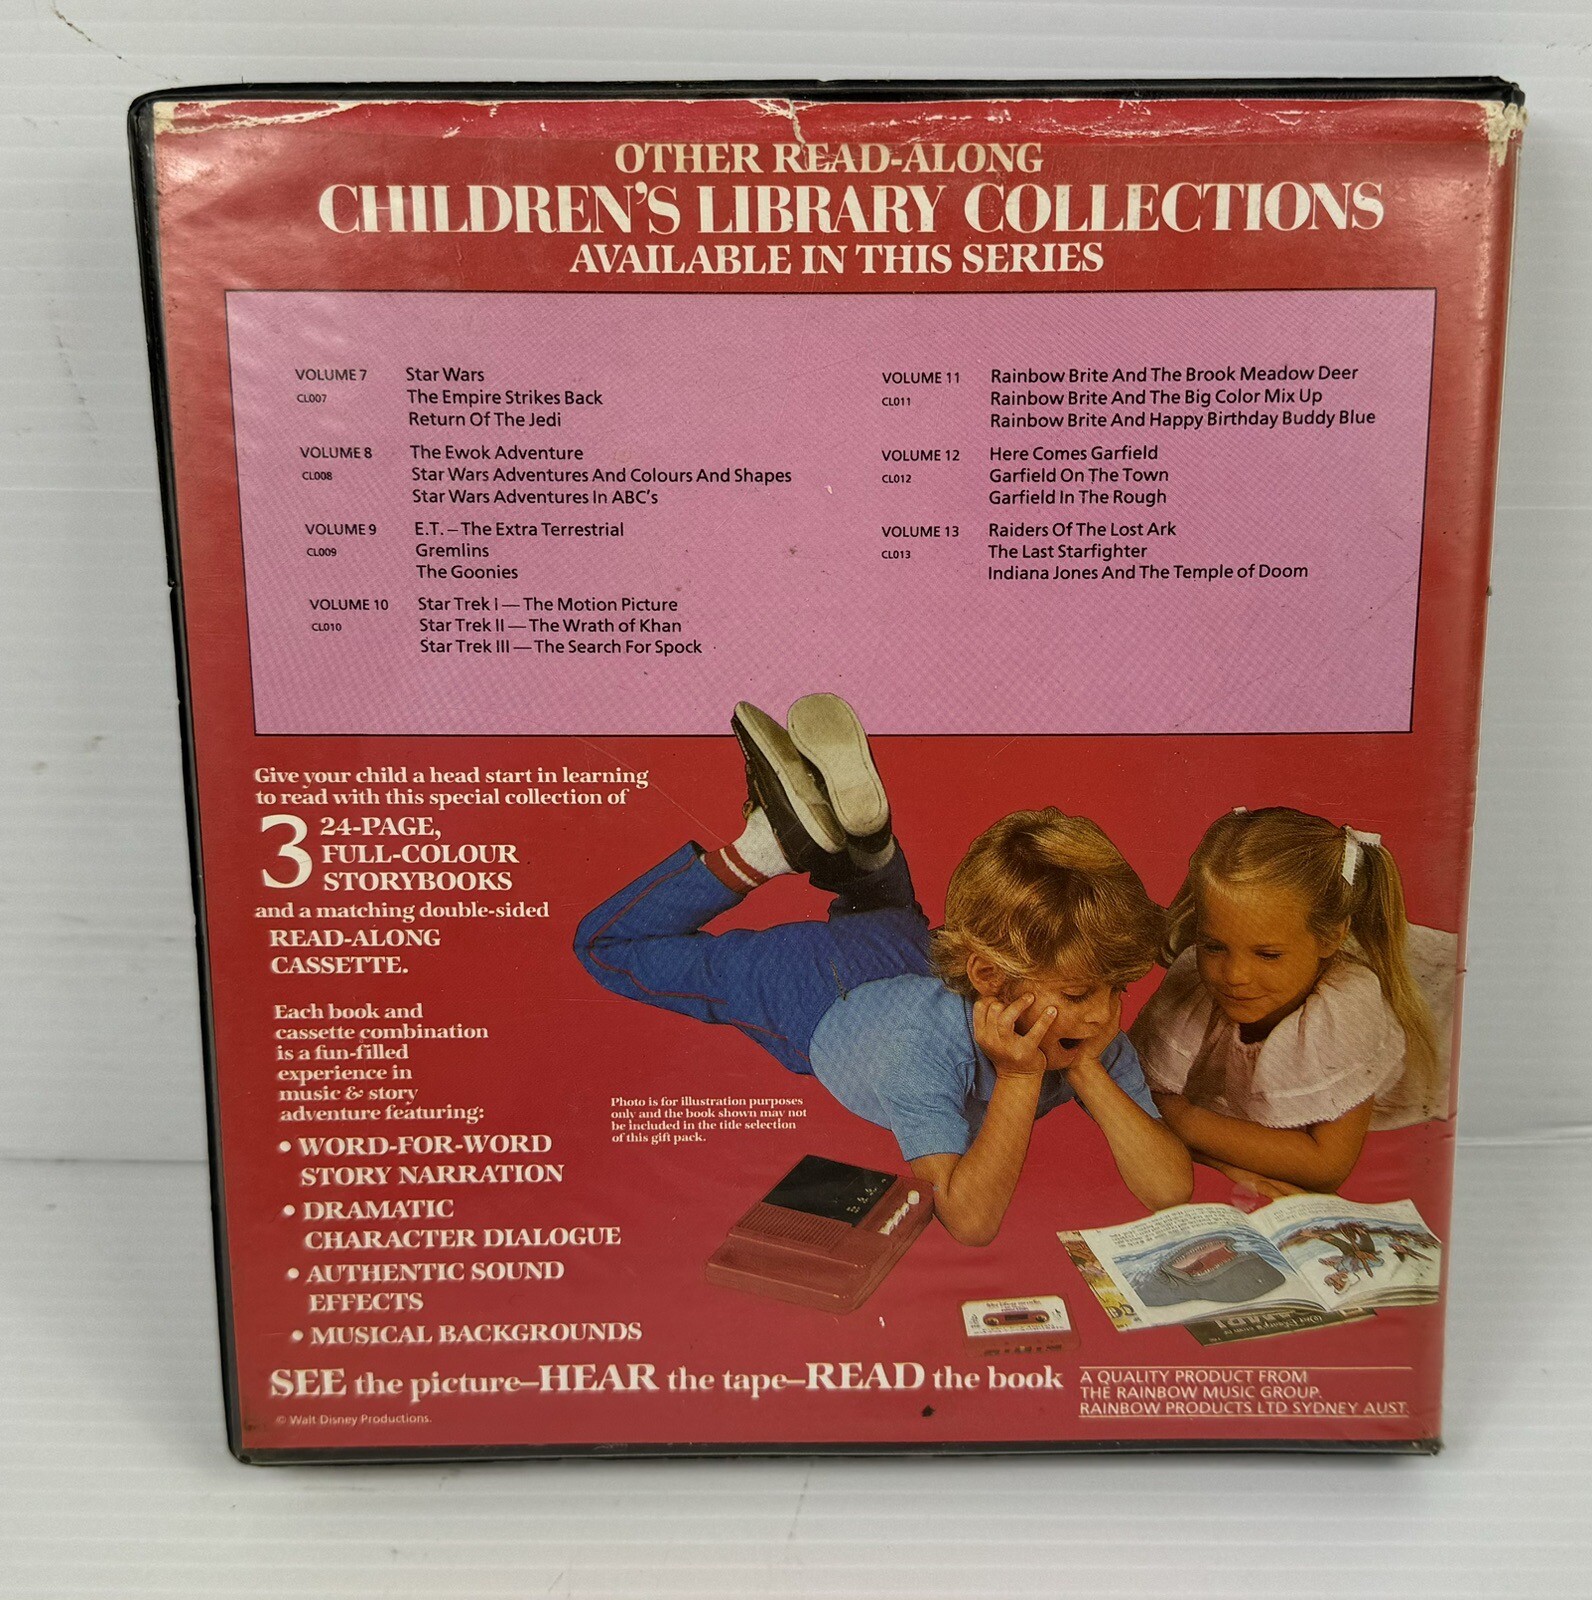 OTHER READ-ALONG
CHILDREN'S LIBRARY COLLECTIONS
AVAILABLE IN THIS SERIES
VOLUME 7 Star Wars
CL007 The Empire Strikes Back
Return Of The Jedi
VOLUME 8 The Ewok Adventure
CL008 Star Wars Adventures And Colours And Shapes
Star Wars Adventures In ABC's
VOLUME 9 E.T. – The Extra Terrestrial
CL009 Gremlins
The Goonies
VOLUME 10 Star Trek I — The Motion Picture
CL010 Star Trek II — The Wrath of Khan
Star Trek III — The Search For Spock
VOLUME 11 Rainbow Brite And The Brook Meadow Deer
CL011 Rainbow Brite And The Big Color Mix Up
Rainbow Brite And Happy Birthday Buddy Blue
VOLUME 12 Here Comes Garfield
CL012 Garfield On The Town
Garfield In The Rough
VOLUME 13 Raiders Of The Lost Ark
CL013 The Last Starfighter
Indiana Jones And The Temple of Doom
Give your child a head start in learning
to read with this special collection of
3 24-PAGE,
FULL-COLOUR
STORYBOOKS
and a matching double-sided
READ-ALONG
CASSETTE.
Each book and
cassette combination
is a fun-filled
experience in
music & story
adventure featuring:
• WORD-FOR-WORD
STORY NARRATION
• DRAMATIC
CHARACTER DIALOGUE
• AUTHENTIC SOUND
EFFECTS
• MUSICAL BACKGROUNDS
Photo is for illustration purposes
only and the book shown may not
be included in the title selection
of this gift pack.
SEE the picture–HEAR the tape–READ the book
© Walt Disney Productions.
A QUALITY PRODUCT FROM
THE RAINBOW MUSIC GROUP.
RAINBOW PRODUCTS LTD SYDNEY AUST.